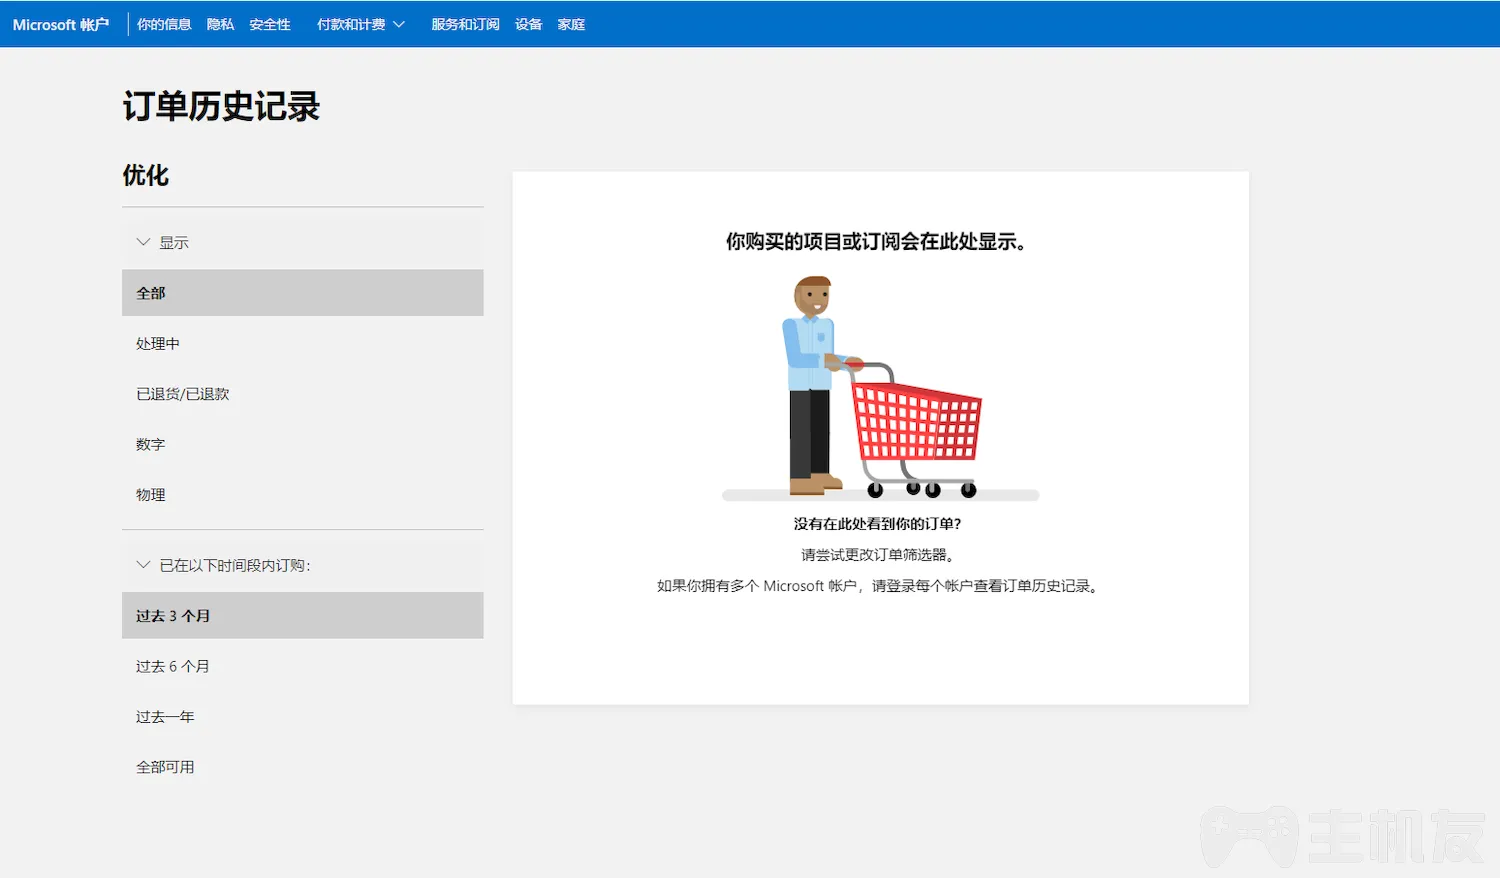 Microsoft 帐户 你的信息 隐私 安全性 付款和计费 服务和订阅 设备 家庭
订单历史记录
优化
显示
全部
处理中
已退货/已退款
数字
物理
已在以下时间段内订购:
过去 3 个月
过去 6 个月
过去一年
全部可用
你购买的项目或订阅会在此处显示。
没有在此处看到你的订单?
请尝试更改订单筛选器。
如果你拥有多个 Microsoft 帐户，请登录每个帐户查看订单历史记录。
主机友